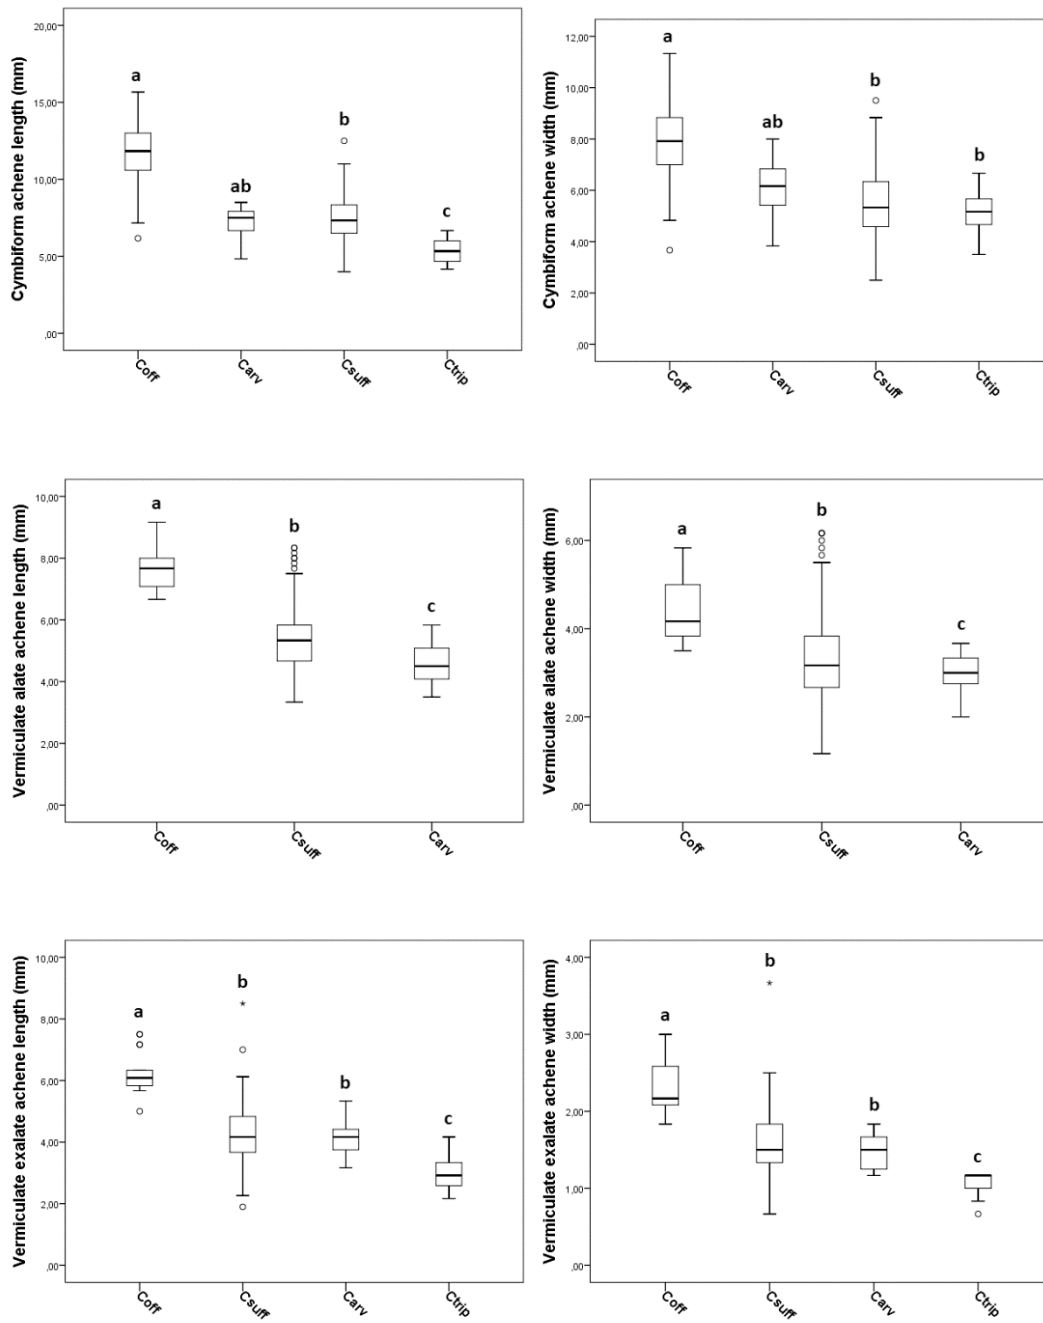 Cymbiform achene length (mm)
20,00
15,00
10,00
5,00
,00
a
ab
b
c
Coff
Carv
Csuff
Ctrip
Cymbiform achene width (mm)
12,00
10,00
8,00
6,00
4,00
2,00
,00
a
ab
b
b
Coff
Carv
Csuff
Ctrip
Vermiculate alate achene length (mm)
10,00
8,00
6,00
4,00
2,00
,00
a
b
c
Coff
Csuff
Carv
Vermiculate alate achene width (mm)
6,00
4,00
2,00
,00
a
b
c
Coff
Csuff
Carv
Vermiculate exalate achene length (mm)
10,00
8,00
6,00
4,00
2,00
,00
a
b
b
c
Coff
Csuff
Carv
Ctrip
Vermiculate exalate achene width (mm)
4,00
3,00
2,00
1,00
,00
a
b
b
c
Coff
Csuff
Carv
Ctrip